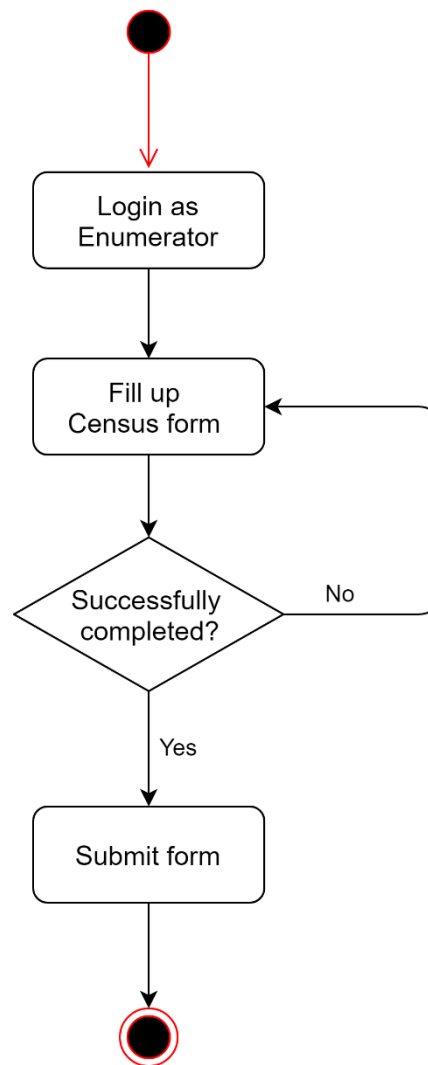 Login as
Enumerator
Fill up
Census form
Successfully
completed?
No
Yes
Submit form